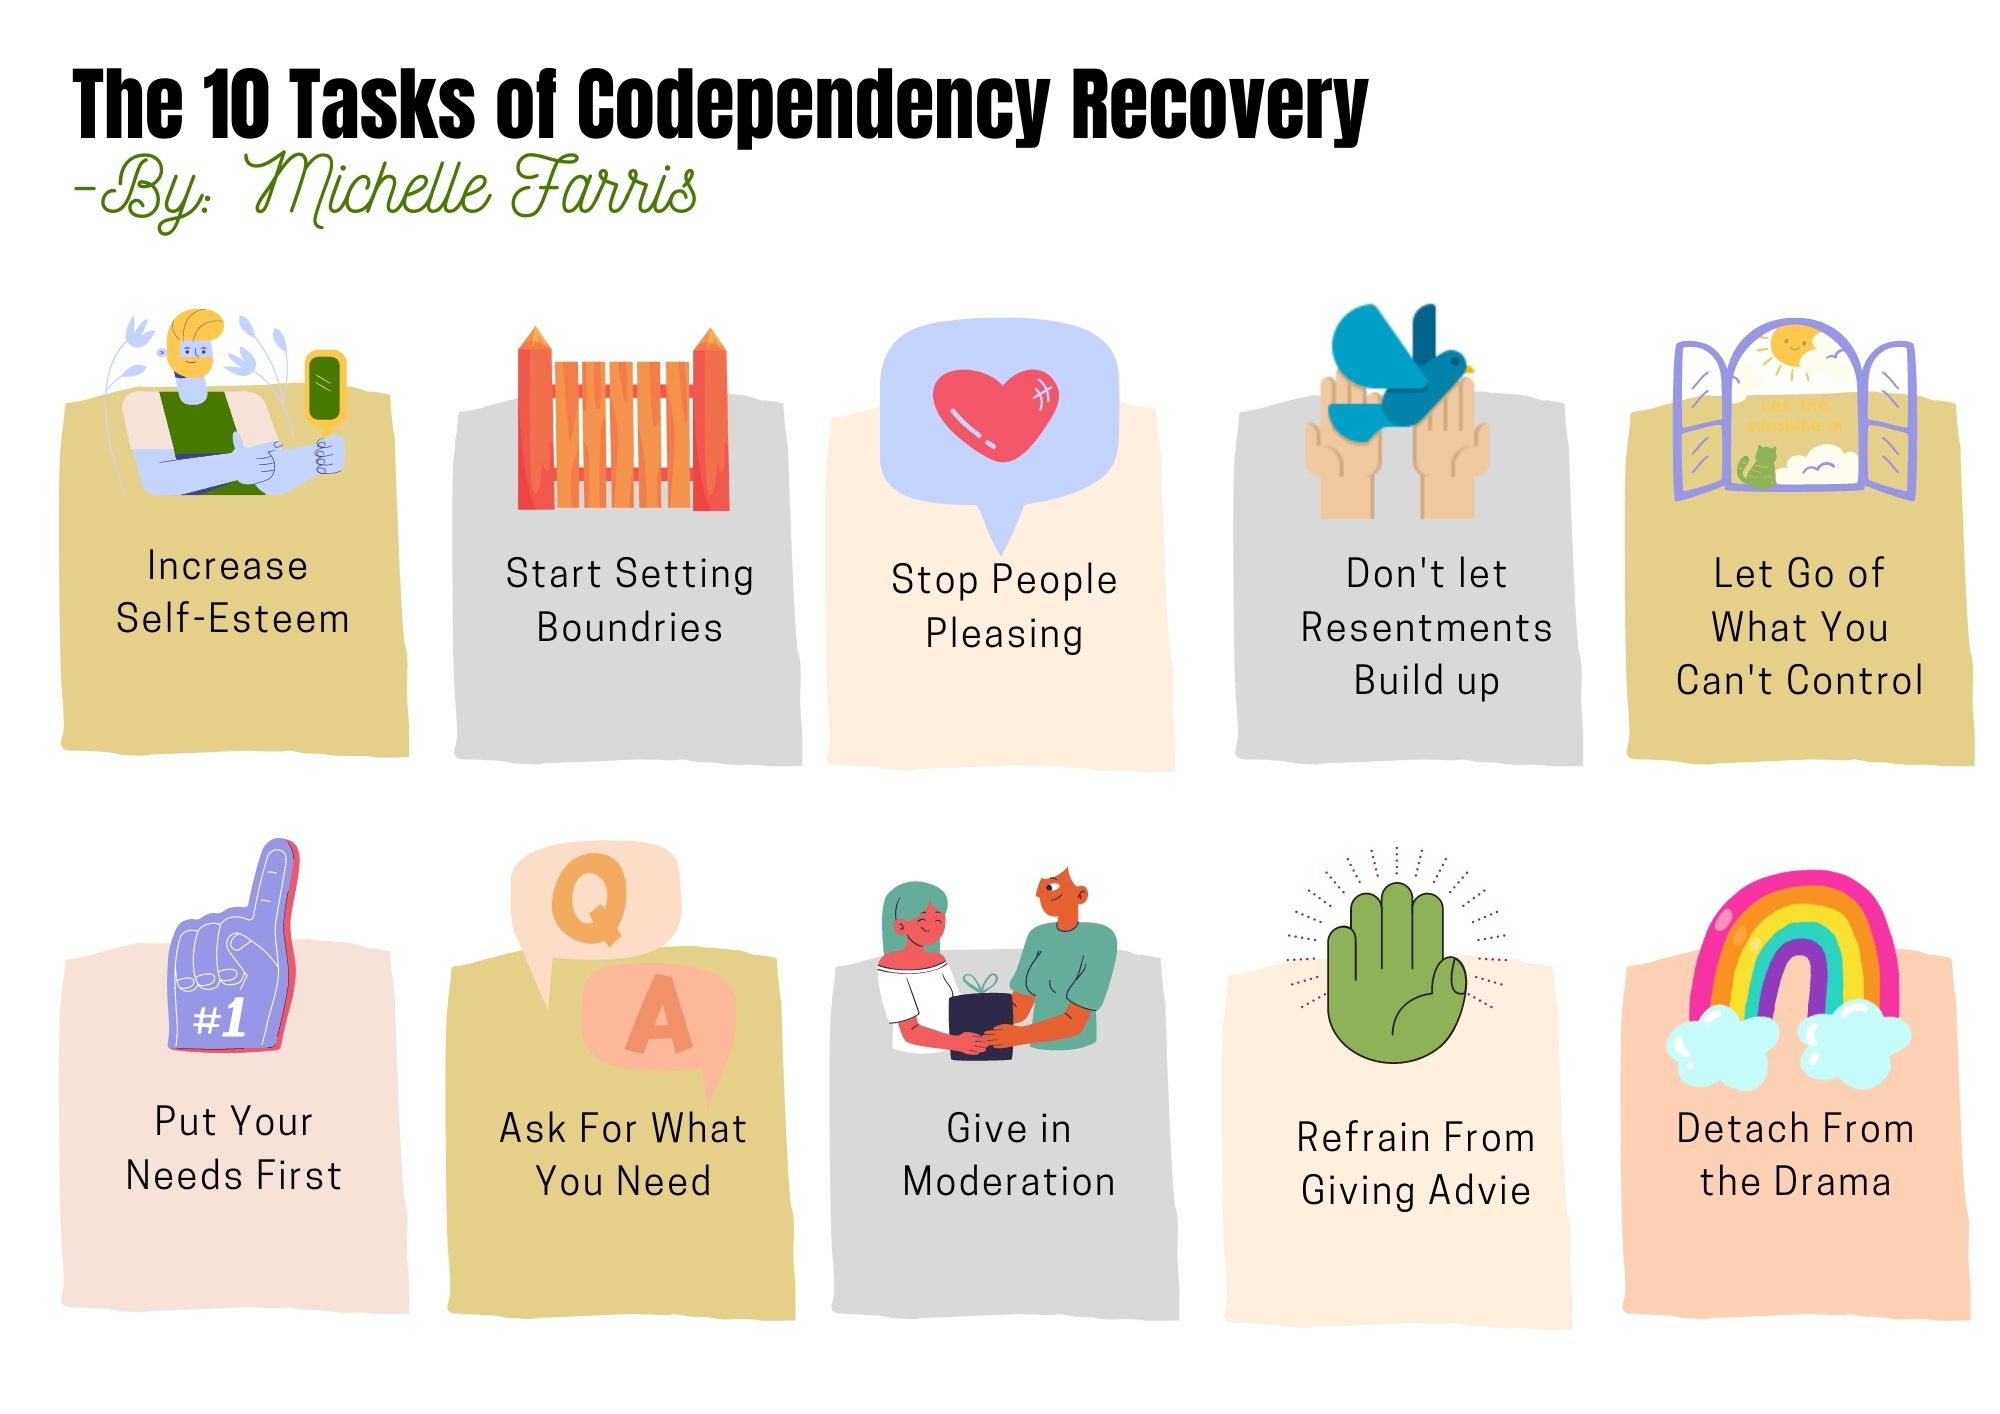 The 10 Tasks of Codependency Recovery
-By: Michelle Farris
Increase
Self-Esteem
Start Setting
Boundries
Stop People
Pleasing
Don't let
Resentments
Build up
Let the
sunshine in
Let Go of
What You
Can't Control
#1
Put Your
Needs First
Q
A
Ask For What
You Need
Give in
Moderation
Refrain From
Giving Advie
Detach From
the Drama